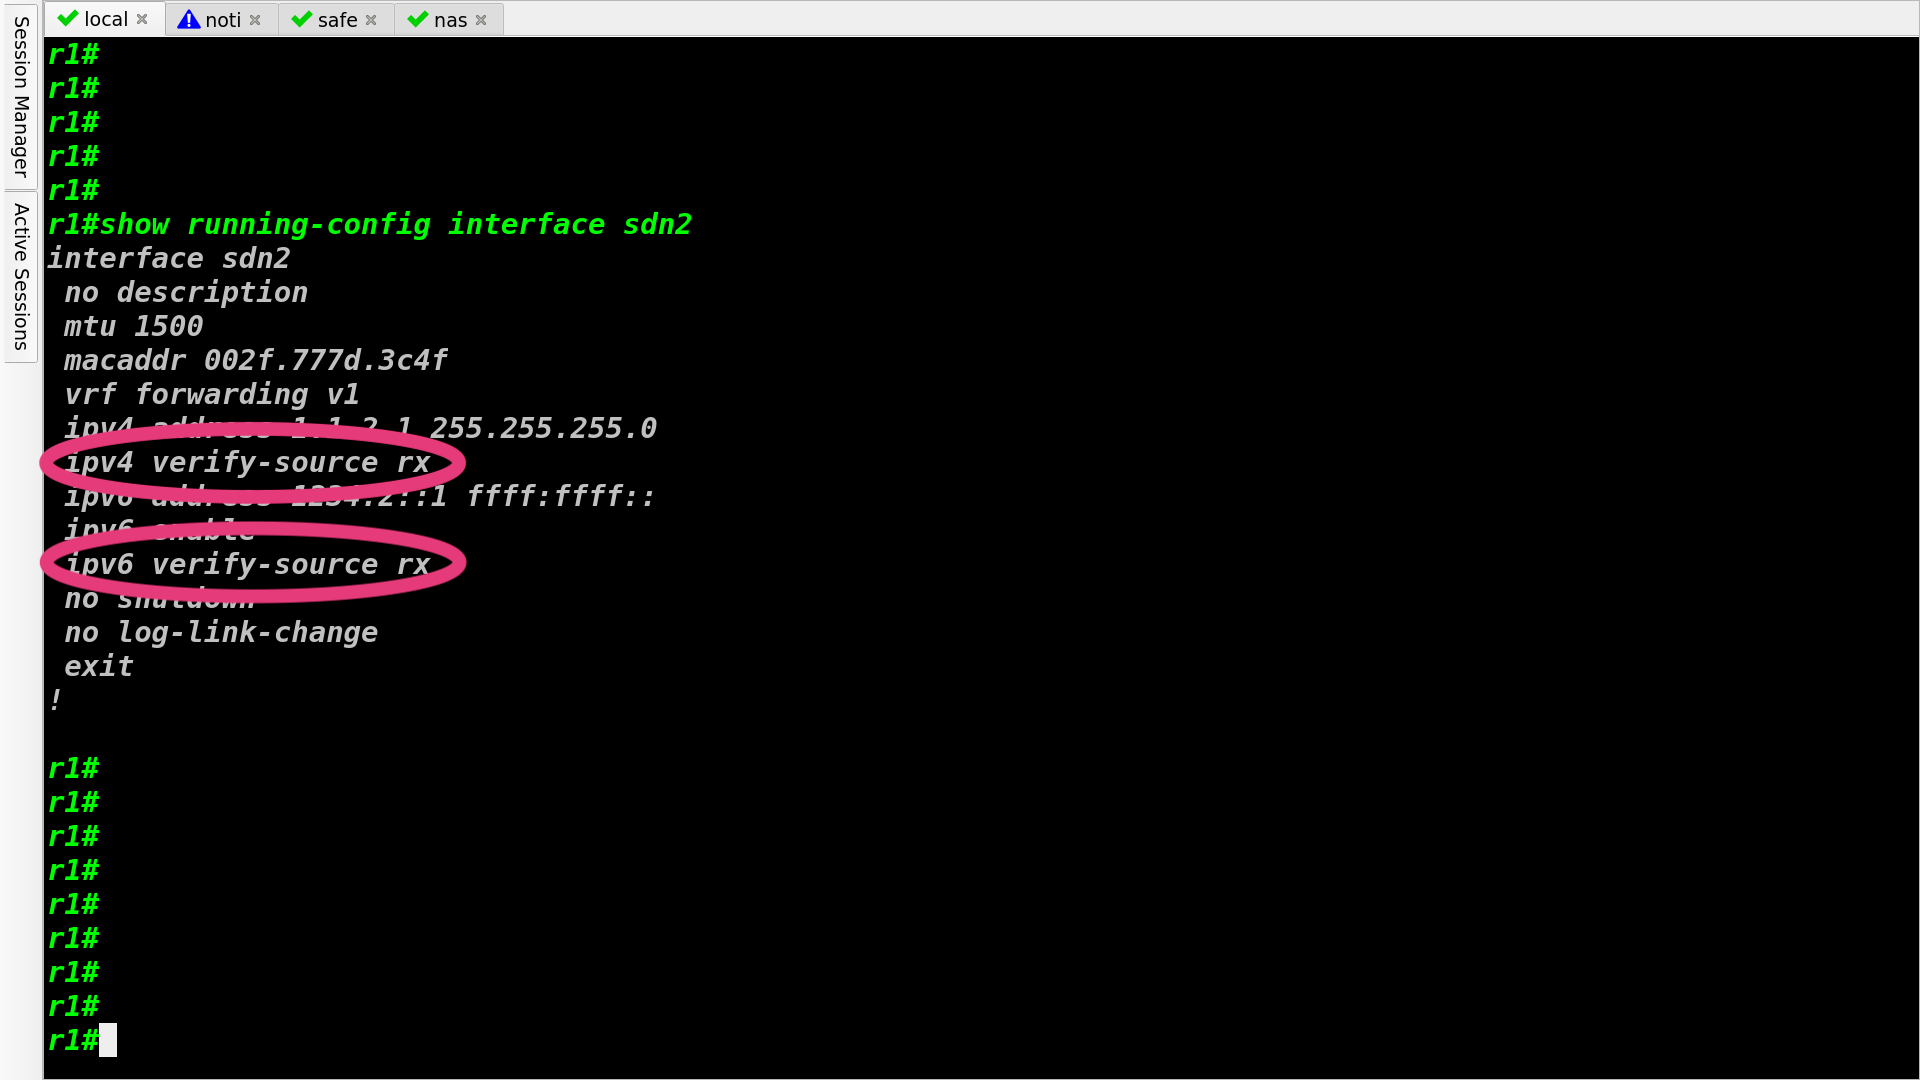 local
noti
safe
nas
Session Manager
Active Sessions
r1#
r1#
r1#
r1#
r1#
r1#show running-config interface sdn2
interface sdn2
 no description
 mtu 1500
 macaddr 002f.777d.3c4f
 vrf forwarding v1
 ipv4 address 1.1.2.1 255.255.255.0
 ipv4 verify-source rx
 ipv6 address 1234:2::1 ffff:ffff::
 ipv6 enable
 ipv6 verify-source rx
 no shutdown
 no log-link-change
 exit
!
r1#
r1#
r1#
r1#
r1#
r1#
r1#
r1#
r1#